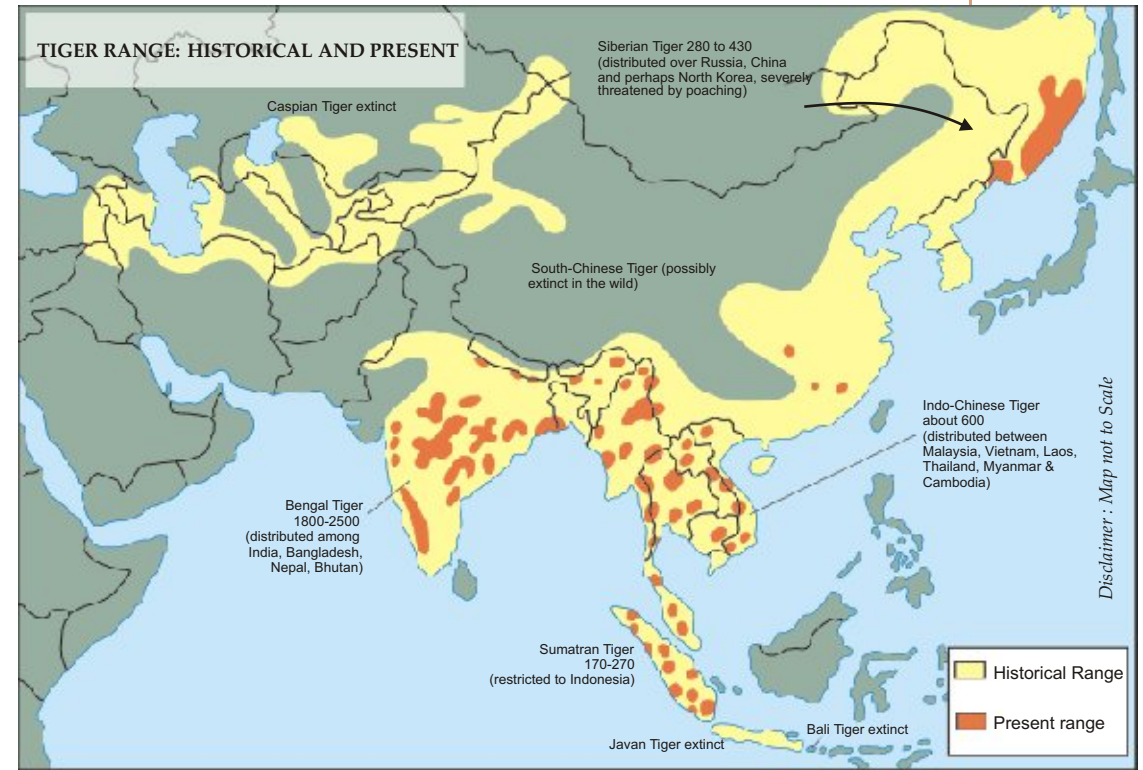 TIGER RANGE: HISTORICAL AND PRESENT
Siberian Tiger 280 to 430
(distributed over Russia, China
and perhaps North Korea, severely
threatened by poaching)
Caspian Tiger extinct
South-Chinese Tiger (possibly
extinct in the wild)
Indo-Chinese Tiger
about 600
(distributed between
Malaysia, Vietnam, Laos,
Thailand, Myanmar &
Cambodia)
Disclaimer : Map not to Scale
Bengal Tiger
1800-2500
(distributed among
India, Bangladesh,
Nepal, Bhutan)
Sumatran Tiger
170-270
(restricted to Indonesia)
Javan Tiger extinct
Bali Tiger extinct
Historical Range
Present range